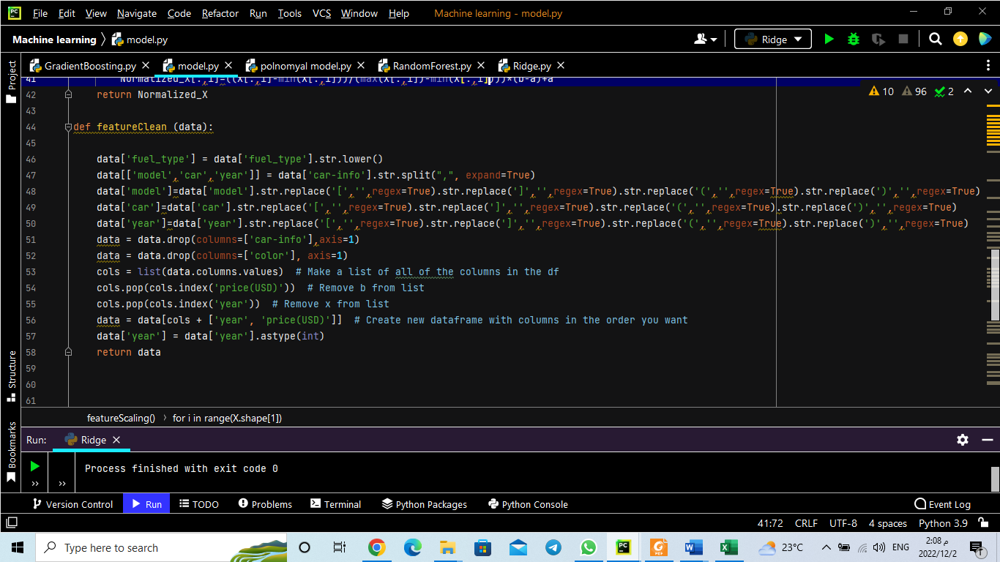 File Edit View Navigate Code Refactor Run Tools VCS Window Help Machine learning - model.py
Machine learning model.py Ridge
Project
GradientBoosting.py model.py polnomyal model.py RandomForest.py Ridge.py
41 Normalized_X[:,i]=((X[:,i]-min(X[:,i]))/(max(X[:,i])-min(X[:,i])))*(b-a)+a
42 return Normalized_X
10 96 2
43
44 def featureClean (data):
45
46 data['fuel_type'] = data['fuel_type'].str.lower()
47 data[['model','car','year']] = data['car-info'].str.split(",", expand=True)
48 data['model']=data['model'].str.replace('[','',regex=True).str.replace(']','',regex=True).str.replace('(','',regex=True).str.replace(')','',regex=True)
49 data['car']=data['car'].str.replace('[','',regex=True).str.replace(']','',regex=True).str.replace('(','',regex=True).str.replace(')','',regex=True)
50 data['year']=data['year'].str.replace('[','',regex=True).str.replace(']','',regex=True).str.replace('(','',regex=True).str.replace(')','',regex=True)
51 data = data.drop(columns=['car-info'],axis=1)
52 data = data.drop(columns=['color'], axis=1)
53 cols = list(data.columns.values) # Make a list of all of the columns in the df
54 cols.pop(cols.index('price(USD)')) # Remove b from list
55 cols.pop(cols.index('year')) # Remove x from list
56 data = data[cols + ['year', 'price(USD)']] # Create new dataframe with columns in the order you want
57 data['year'] = data['year'].astype(int)
58 return data
59
60
61
Structure
Bookmarks
featureScaling() for i in range(X.shape[1])
Run: Ridge
Process finished with exit code 0
Version Control Run TODO Problems Terminal Python Packages Python Console Event Log
41:72 CRLF UTF-8 4 spaces Python 3.9
Type here to search 23°C ENG 2:08 م
2022/12/2